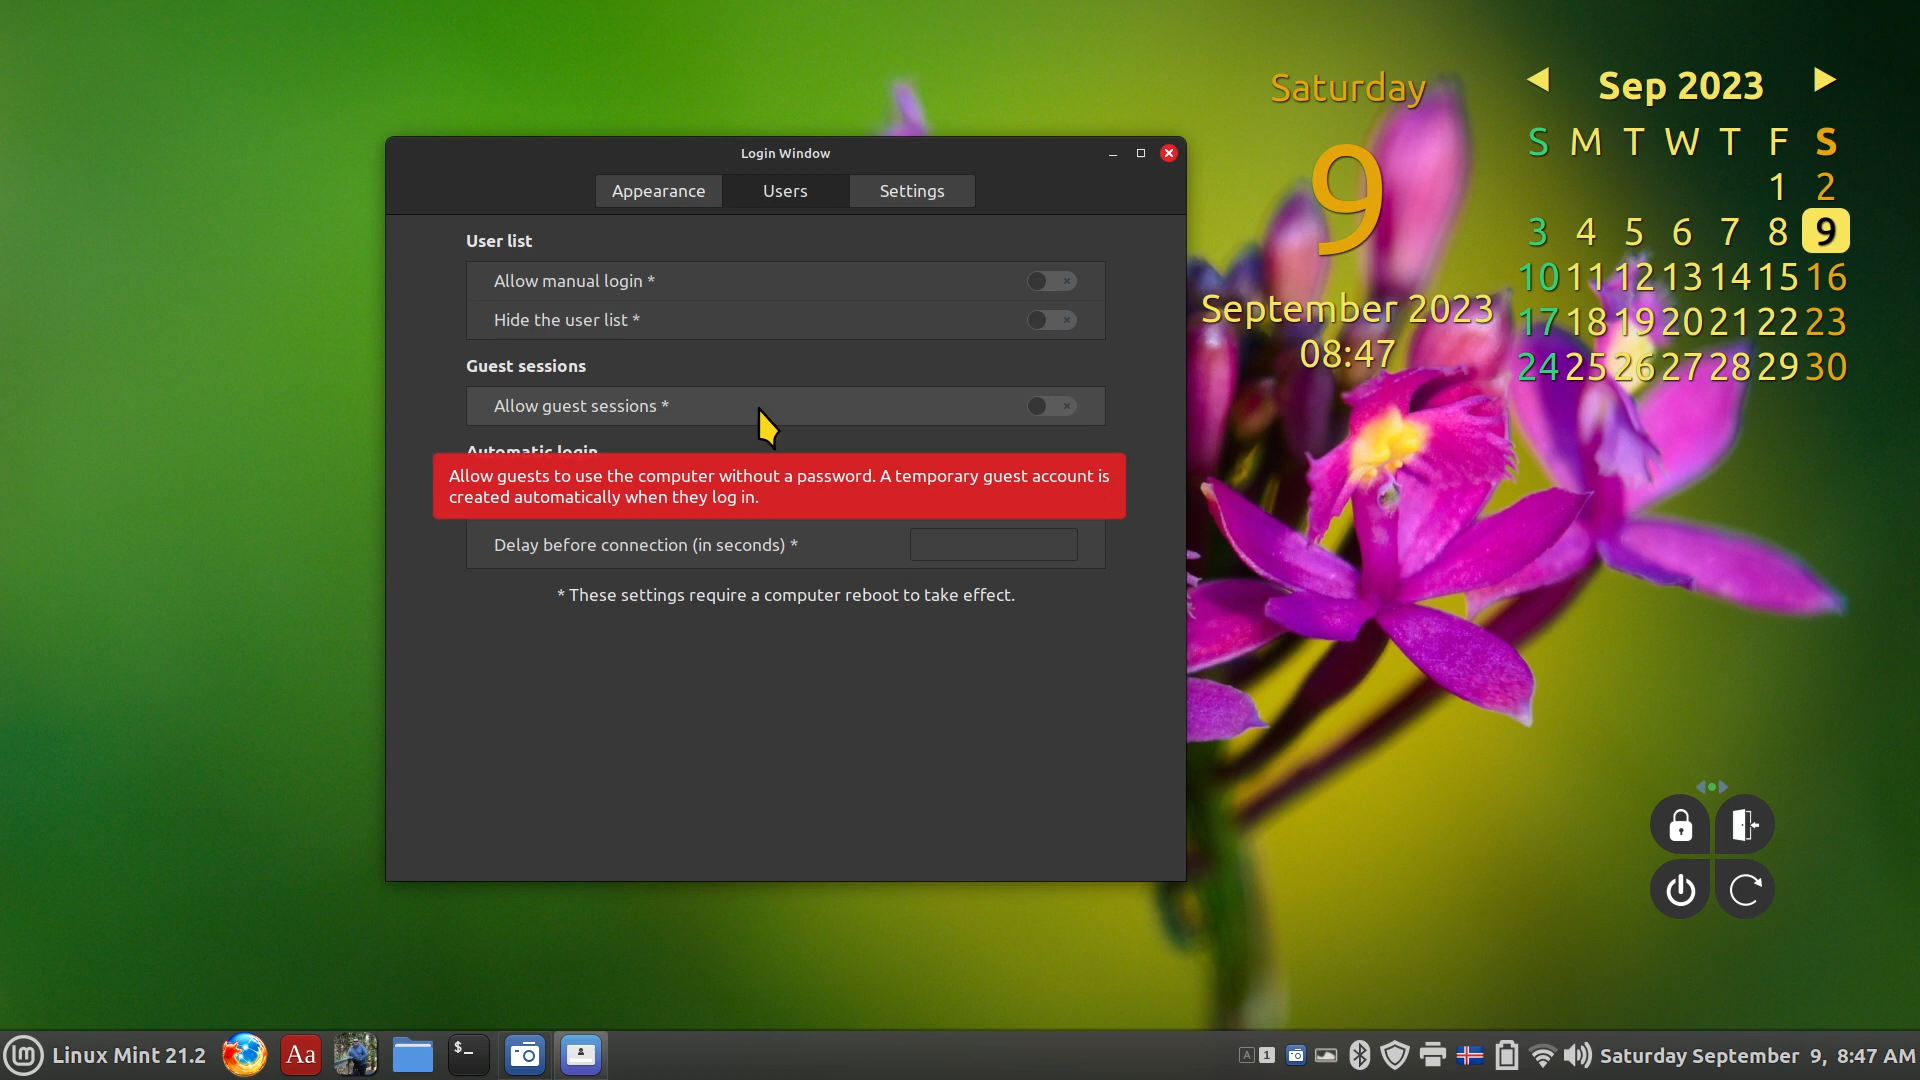 Login Window
Appearance
Users
Settings
User list
Allow manual login *
Hide the user list *
Guest sessions
Allow guest sessions *
Automatic login
Allow guests to use the computer without a password. A temporary guest account is
created automatically when they log in.
Delay before connection (in seconds) *
* These settings require a computer reboot to take effect.
Saturday
9
September 2023
08:47
Sep 2023
S M T W T F S
1 2
3 4 5 6 7 8 9
10 11 12 13 14 15 16
17 18 19 20 21 22 23
24 25 26 27 28 29 30
Linux Mint 21.2
Aa
$_
A 1
Saturday September 9, 8:47 AM